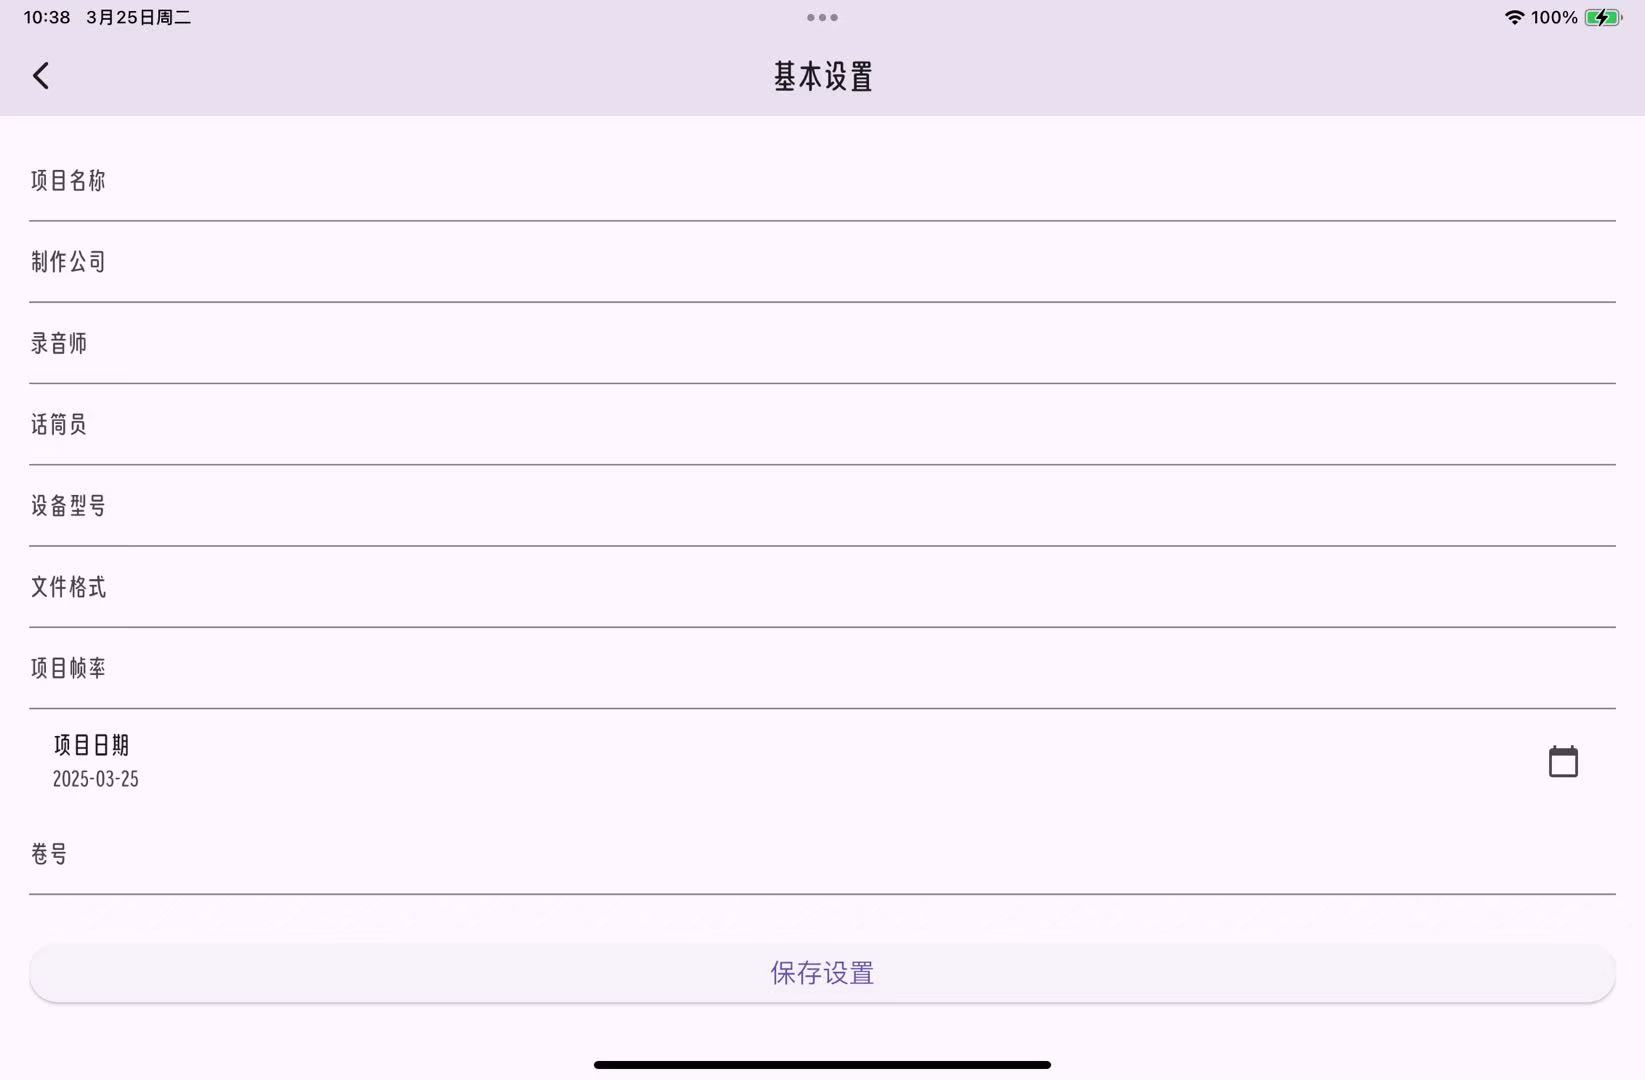 10:38 3月25日周二
100%
基本设置
项目名称
制作公司
录音师
话筒员
设备型号
文件格式
项目帧率
项目日期
2025-03-25
卷号
保存设置